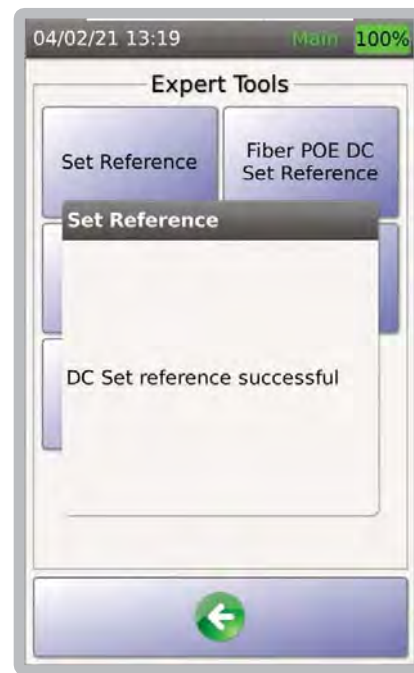 04/02/21 13:19 Main 100%
Expert Tools
Set Reference
Fiber POE DC
Set Reference
Set Reference
DC Set reference successful